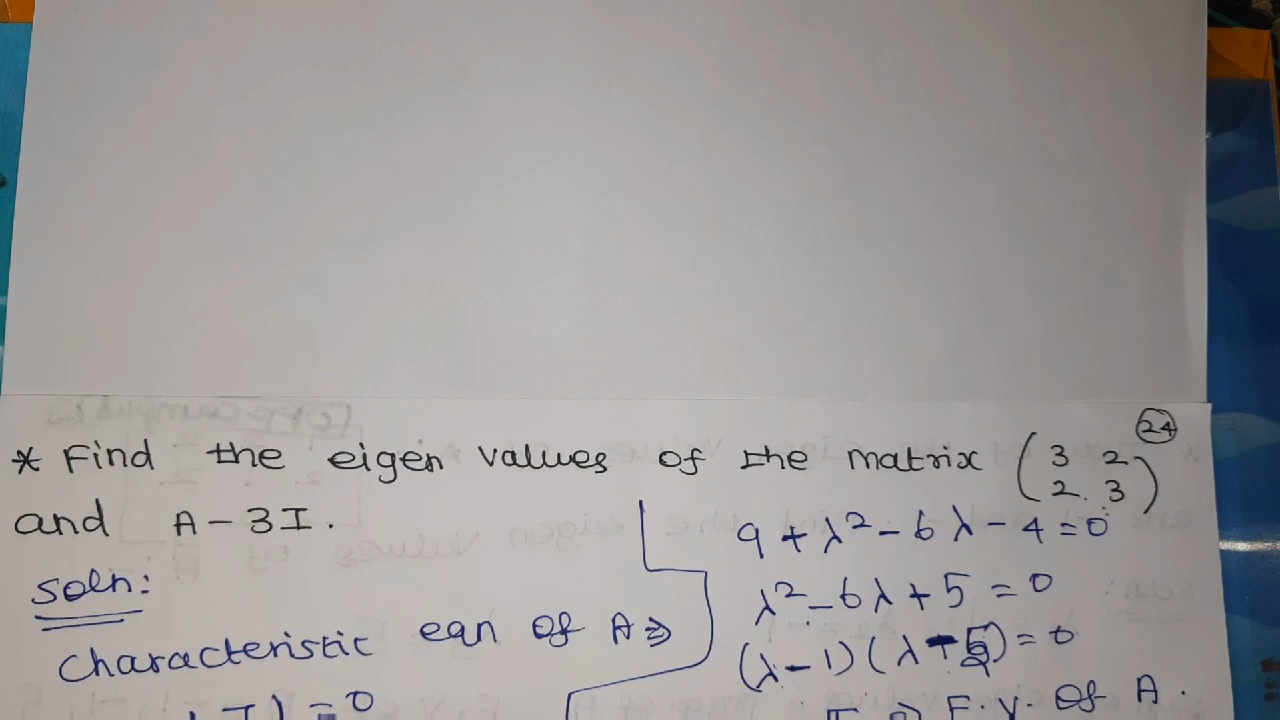 24
* Find the eigen values of the matrix (3 2
2 3)
and A - 3I.
soln:
Characteristic eqn of A ⇒
9 + λ² - 6λ - 4 = 0
λ² - 6λ + 5 = 0
(λ - 1)(λ - 5) = 0
= 0
⇒ E.V. of A.